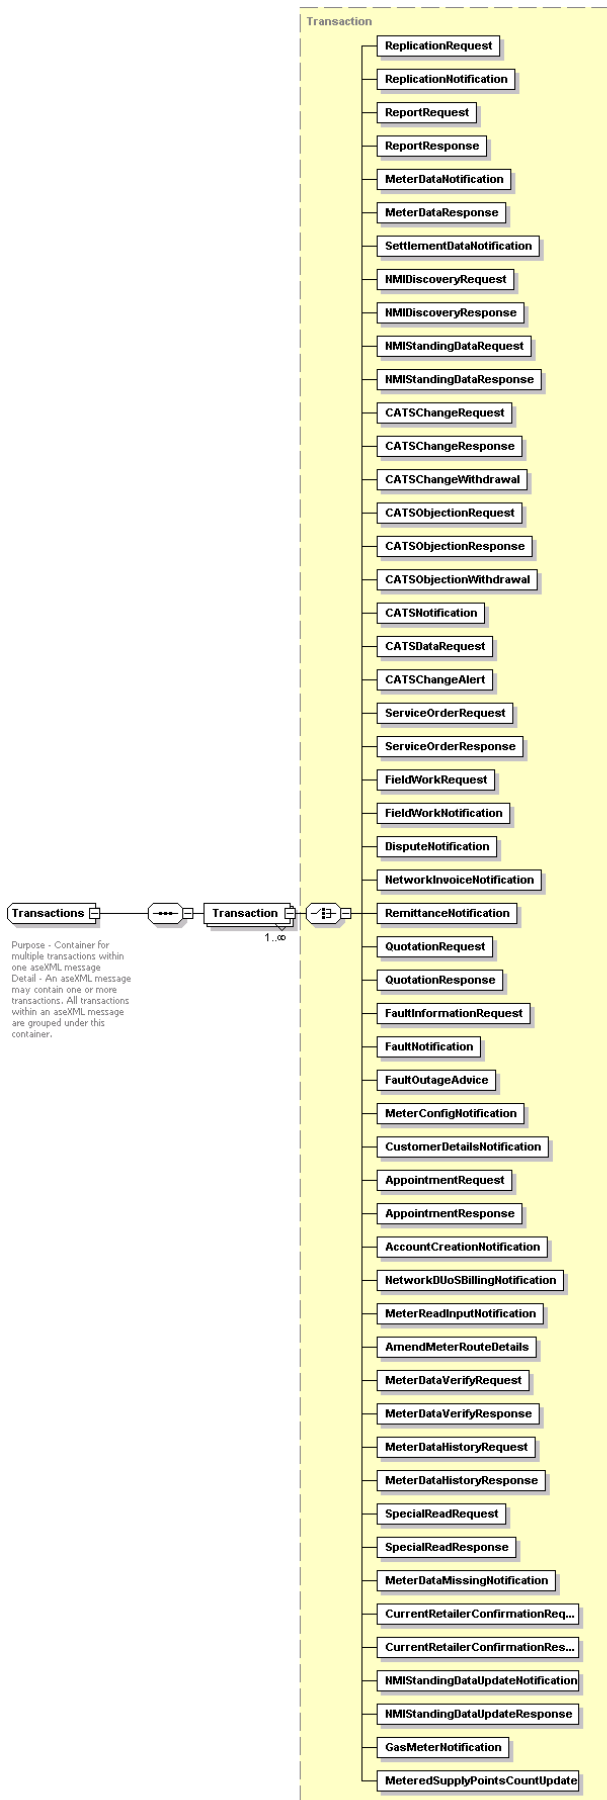 Transaction
ReplicationRequest
ReplicationNotification
ReportRequest
ReportResponse
MeterDataNotification
MeterDataResponse
SettlementDataNotification
NMIDiscoveryRequest
NMIDiscoveryResponse
NMIStandingDataRequest
NMIStandingDataResponse
CATSChangeRequest
CATSChangeResponse
CATSChangeWithdrawal
CATSObjectionRequest
CATSObjectionResponse
CATSObjectionWithdrawal
CATSNotification
CATSDataRequest
CATSChangeAlert
ServiceOrderRequest
ServiceOrderResponse
FieldWorkRequest
FieldWorkNotification
DisputeNotification
NetworkInvoiceNotification
Transactions
Transaction
1..∞
RemittanceNotification
Purpose - Container for
multiple transactions within
one aseXML message
Detail - An aseXML message
may contain one or more
transactions. All transactions
within an aseXML message
are grouped under this
container.
QuotationRequest
QuotationResponse
FaultInformationRequest
FaultNotification
FaultOutageAdvice
MeterConfigNotification
CustomerDetailsNotification
AppointmentRequest
AppointmentResponse
AccountCreationNotification
NetworkDUoSBillingNotification
MeterReadInputNotification
AmendMeterRouteDetails
MeterDataVerifyRequest
MeterDataVerifyResponse
MeterDataHistoryRequest
MeterDataHistoryResponse
SpecialReadRequest
SpecialReadResponse
MeterDataMissingNotification
CurrentRetailerConfirmationReq...
CurrentRetailerConfirmationRes...
NMIStandingDataUpdateNotification
NMIStandingDataUpdateResponse
GasMeterNotification
MeteredSupplyPointsCountUpdate